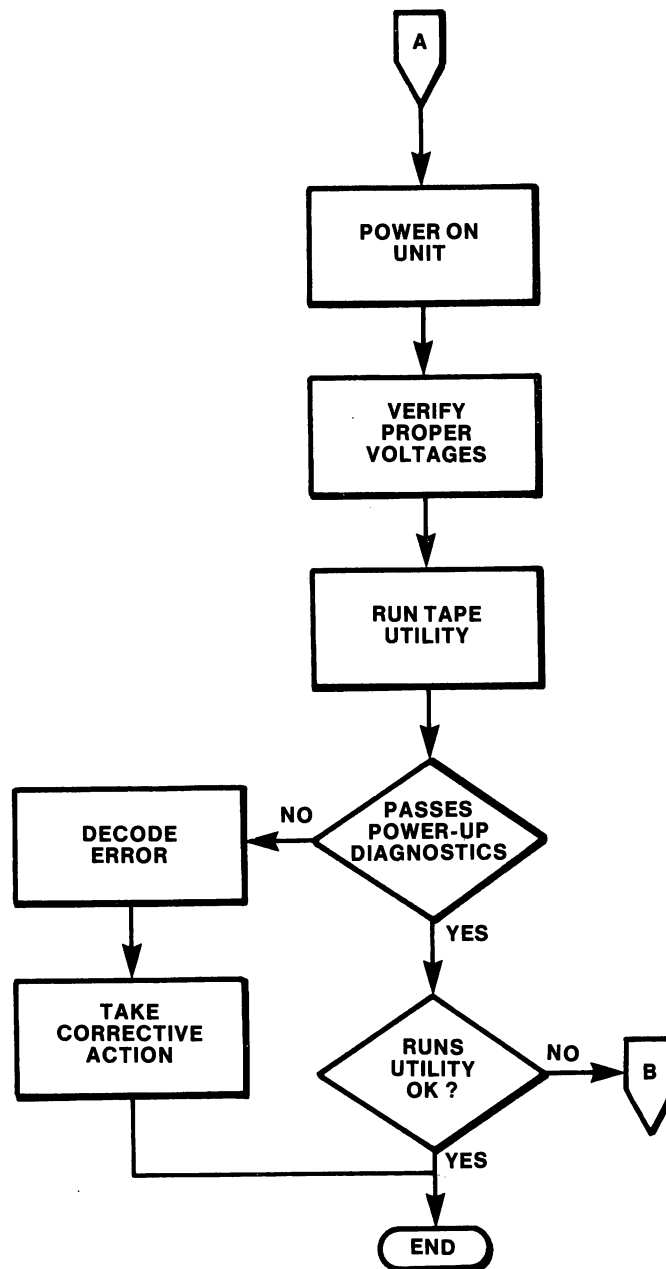 A
POWER ON
UNIT
VERIFY
PROPER
VOLTAGES
RUN TAPE
UTILITY
PASSES
POWER-UP
DIAGNOSTICS
NO
DECODE
ERROR
YES
TAKE
CORRECTIVE
ACTION
RUNS
UTILITY
OK ?
NO
B
YES
END